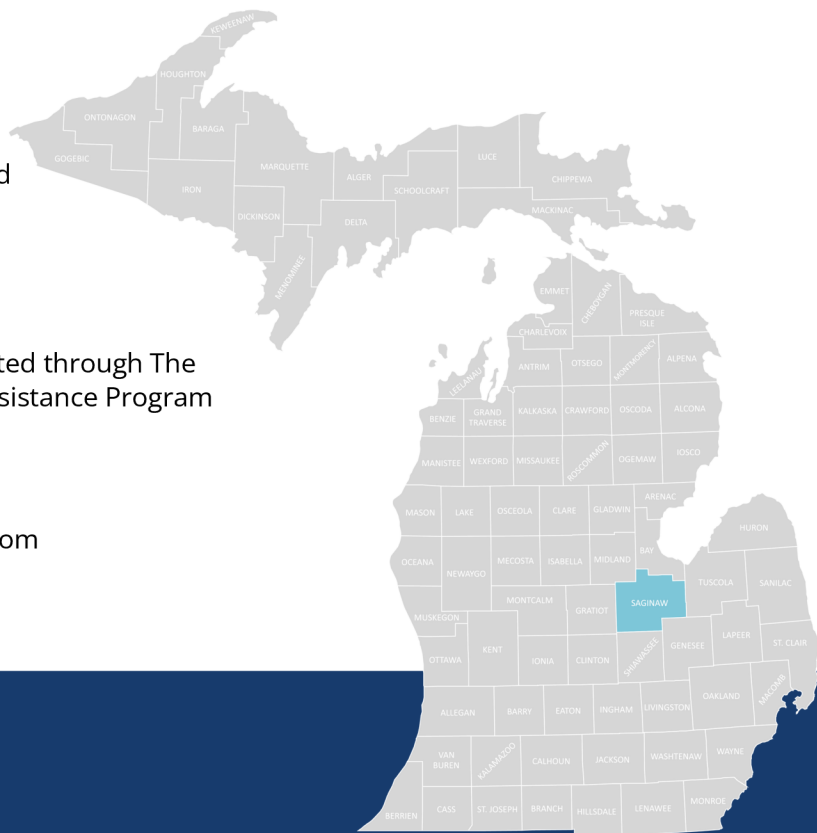 KEWEENAW
HOUGHTON
ONTONAGON
BARAGA
GOGEBIC
MARQUETTE
LUCE
d
ALGER
CHIPPEWA
IRON
SCHOOLCRAFT
DICKINSON
MACKINAC
DELTA
MENOMINEE
EMMET
CHEBOYGAN
PRESQUE
ISLE
CHARLEVOIX
ted through The
ANTRIM
OTSEGO
MONTMORENCY
ALPENA
LEELANAU
sistance Program
BENZIE
GRAND
TRAVERSE
KALKASKA
CRAWFORD
OSCODA
ALCONA
MANISTEE
WEXFORD
MISSAUKEE
ROSCOMMON
OGEMAW
IOSCO
ARENAC
MASON
LAKE
OSCEOLA
CLARE
GLADWIN
HURON
om
BAY
OCEANA
NEWAYGO
MECOSTA
ISABELLA
MIDLAND
TUSCOLA
SANILAC
MONTCALM
GRATIOT
SAGINAW
MUSKEGON
LAPEER
ST. CLAIR
OTTAWA
KENT
IONIA
CLINTON
SHIAWASSEE
GENESEE
ALLEGAN
BARRY
EATON
INGHAM
LIVINGSTON
OAKLAND
MACOMB
VAN
BUREN
KALAMAZOO
CALHOUN
JACKSON
WASHTENAW
WAYNE
BERRIEN
CASS
ST. JOSEPH
BRANCH
HILLSDALE
LENAWEE
MONROE